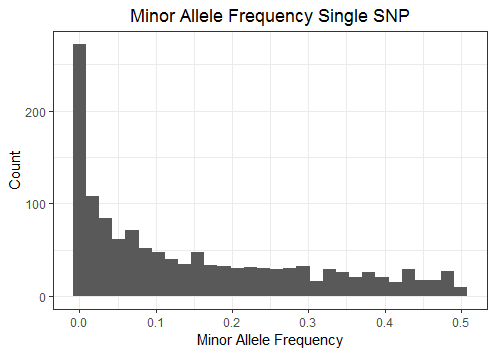 Minor Allele Frequency Single SNP
Count
200
100
0
0.0 0.1 0.2 0.3 0.4 0.5
Minor Allele Frequency